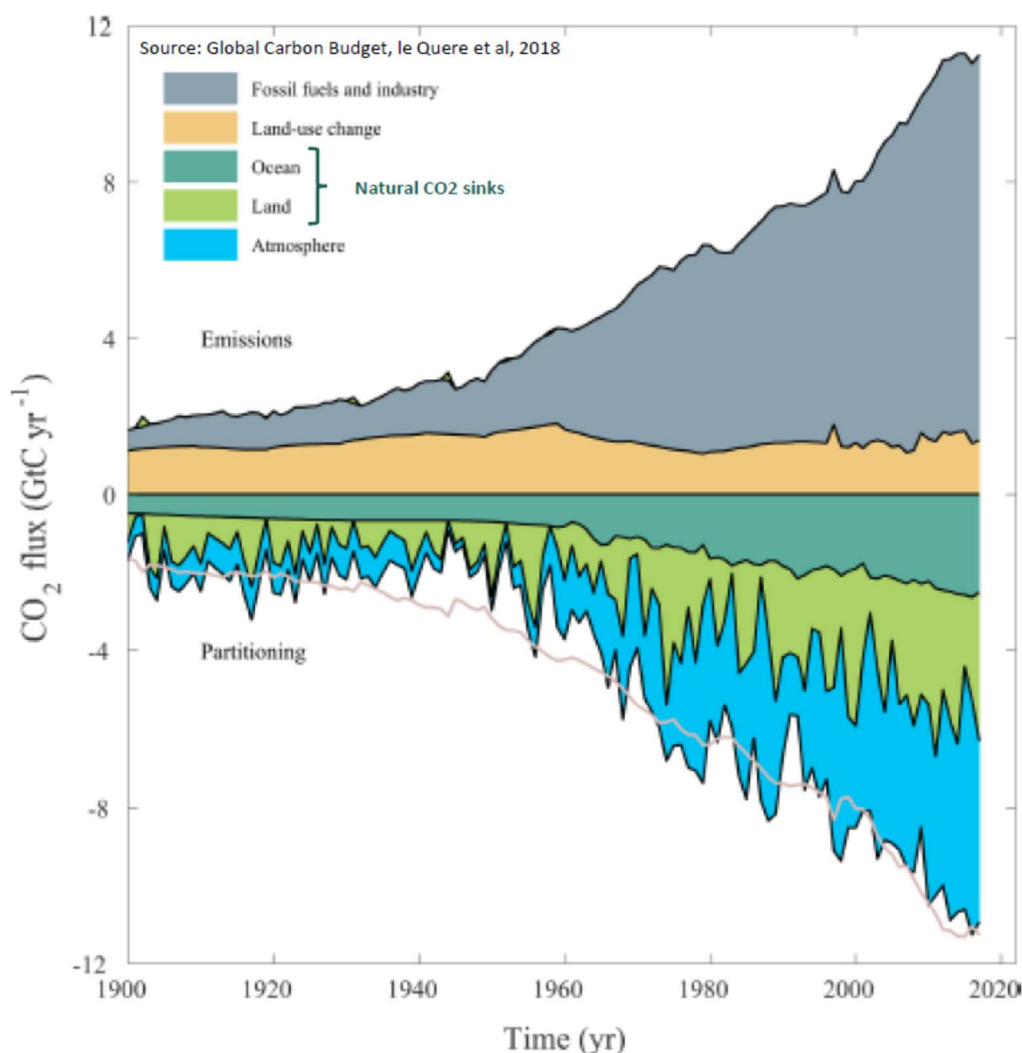 12
Source: Global Carbon Budget, le Quere et al, 2018
Fossil fuels and industry
Land-use change
Ocean
Natural CO2 sinks
Land
Atmosphere
8
Emissions
4
0
Partitioning
-4
-8
-12
CO₂ flux (GtC yr⁻¹)
1900
1920
1940
1960
1980
2000
2020
Time (yr)